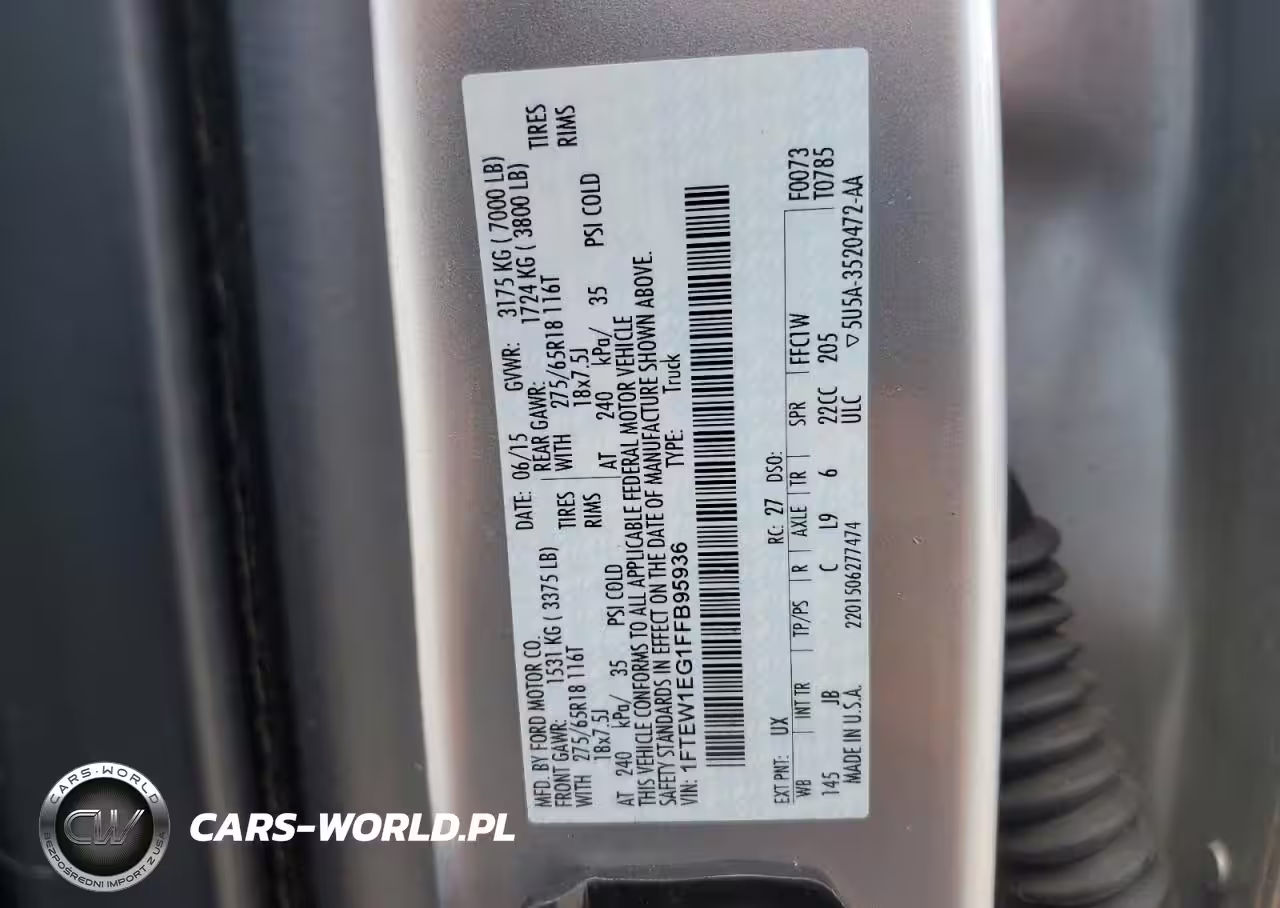 MFD. BY FORD MOTOR CO.
DATE: 06/15 GVWR: 3175 KG ( 7000 LB)
FRONT GAWR: 1531 KG ( 3375 LB) REAR GAWR: 1724 KG ( 3800 LB)
WITH 275/65R18 116T TIRES WITH 275/65R18 116T TIRES
18x7.5J RIMS 18x7.5J RIMS
AT 240 kPa/ 35 PSI COLD AT 240 kPa/ 35 PSI COLD
THIS VEHICLE CONFORMS TO ALL APPLICABLE FEDERAL MOTOR VEHICLE
SAFETY STANDARDS IN EFFECT ON THE DATE OF MANUFACTURE SHOWN ABOVE.
VIN: 1FTEW1EG1FFB95936 TYPE: Truck
EXT PNT: UX RC: 27 DSO: F0073
WB INT TR TP/PS R AXLE TR SPR FFC1W T0785
145 JB C L9 6 22CC 205
MADE IN U.S.A. 2201506277474 ULC ▽5U5A-3520472-AA
CARS-WORLD
CW
BEZPOŚREDNI IMPORT Z USA
CARS-WORLD.PL